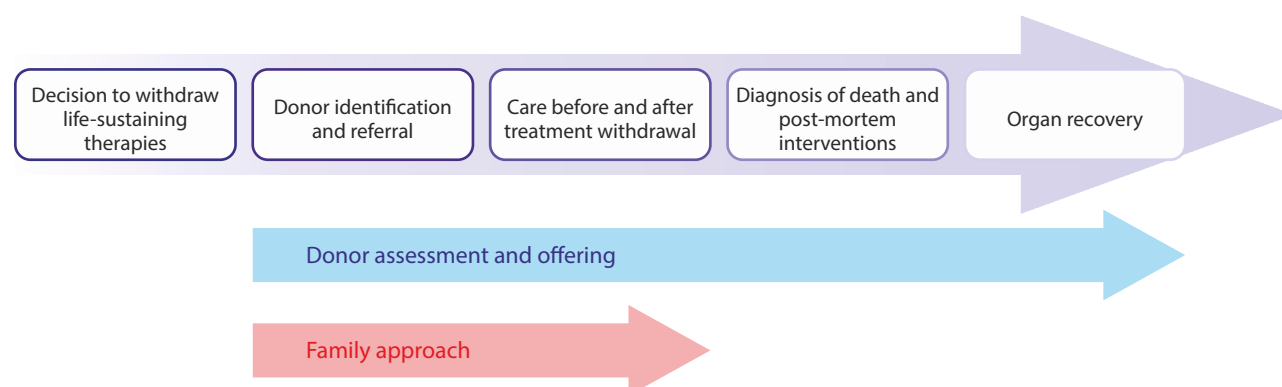 Decision to withdraw
life-sustaining
therapies
Donor identification
and referral
Care before and after
treatment withdrawal
Diagnosis of death and
post-mortem
interventions
Organ recovery
Donor assessment and offering
Family approach